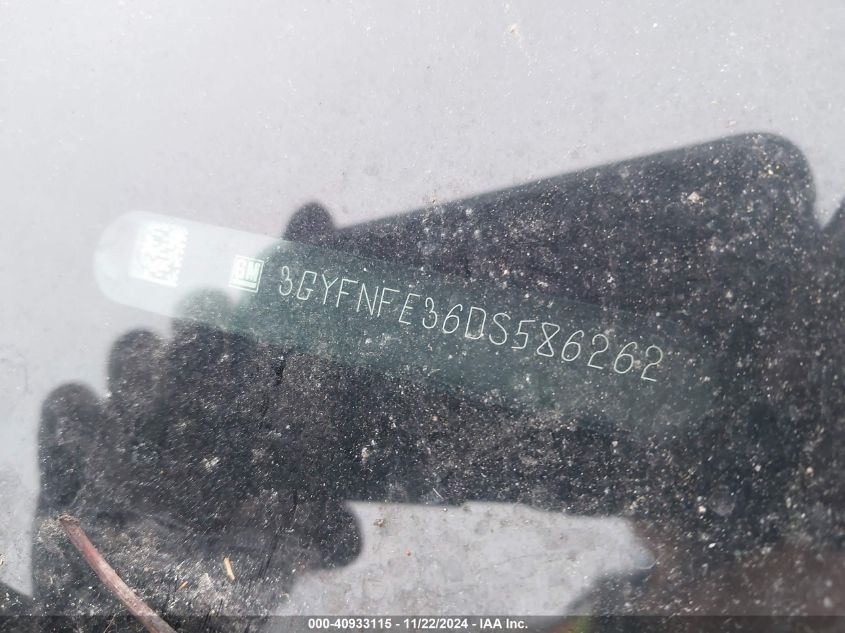 GM 3GYFNFE36DS586262
000-40933115 - 11/22/2024 - IAA Inc.